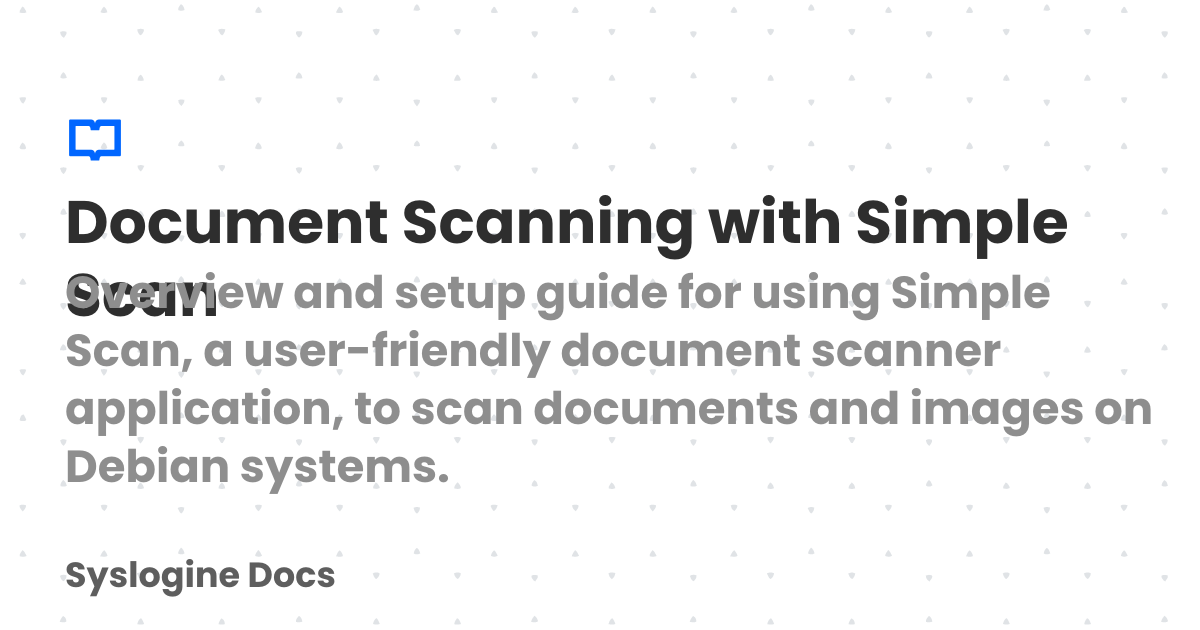 Document Scanning with Simple
Scan
Overview and setup guide for using Simple
Scan, a user-friendly document scanner
application, to scan documents and images on
Debian systems.
Syslogine Docs